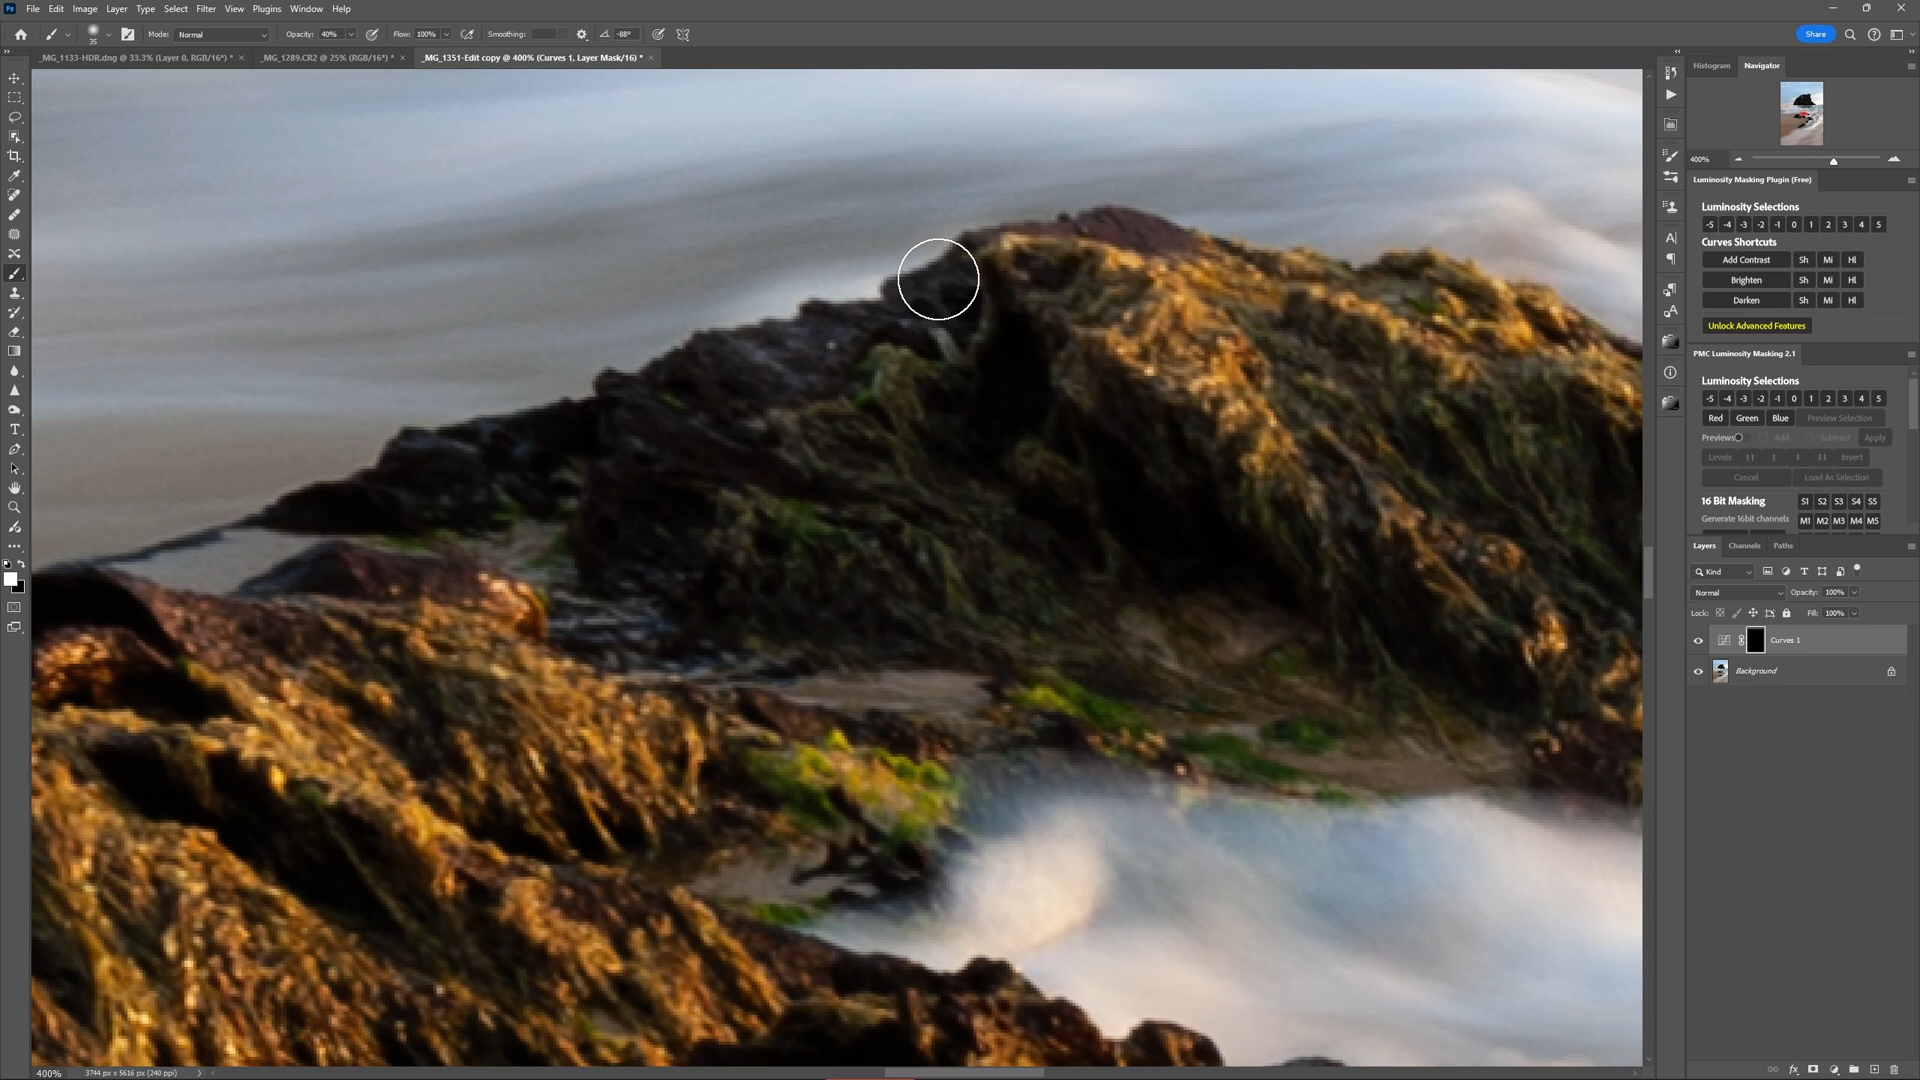 Ps File Edit Image Layer Type Select Filter View Plugins Window Help
35 Mode: Normal Opacity: 40% Flow: 100% Smoothing: -88° Share
_MG_1133-HDR.dng @ 33.3% (Layer 0, RGB/16*) * _MG_1289.CR2 @ 25% (RGB/16*) * _MG_1351-Edit copy @ 400% (Curves 1, Layer Mask/16) *
Histogram Navigator
400%
Luminosity Masking Plugin (Free)
Luminosity Selections
-5 -4 -3 -2 -1 0 1 2 3 4 5
Curves Shortcuts
Add Contrast Sh Mi Hl
Brighten Sh Mi Hl
Darken Sh Mi Hl
Unlock Advanced Features
PMC Luminosity Masking 2.1
Luminosity Selections
-5 -4 -3 -2 -1 0 1 2 3 4 5
Red Green Blue Preview Selection
Previews Add Subtract Apply
Levels ↑↑ ↑ ↓ ↓↓ Invert
Cancel Load As Selection
16 Bit Masking S1 S2 S3 S4 S5
Generate 16bit channels M1 M2 M3 M4 M5
Layers Channels Paths
Kind
Normal Opacity: 100%
Lock: Fill: 100%
Curves 1
Background
400% 3744 px x 5616 px (240 ppi)